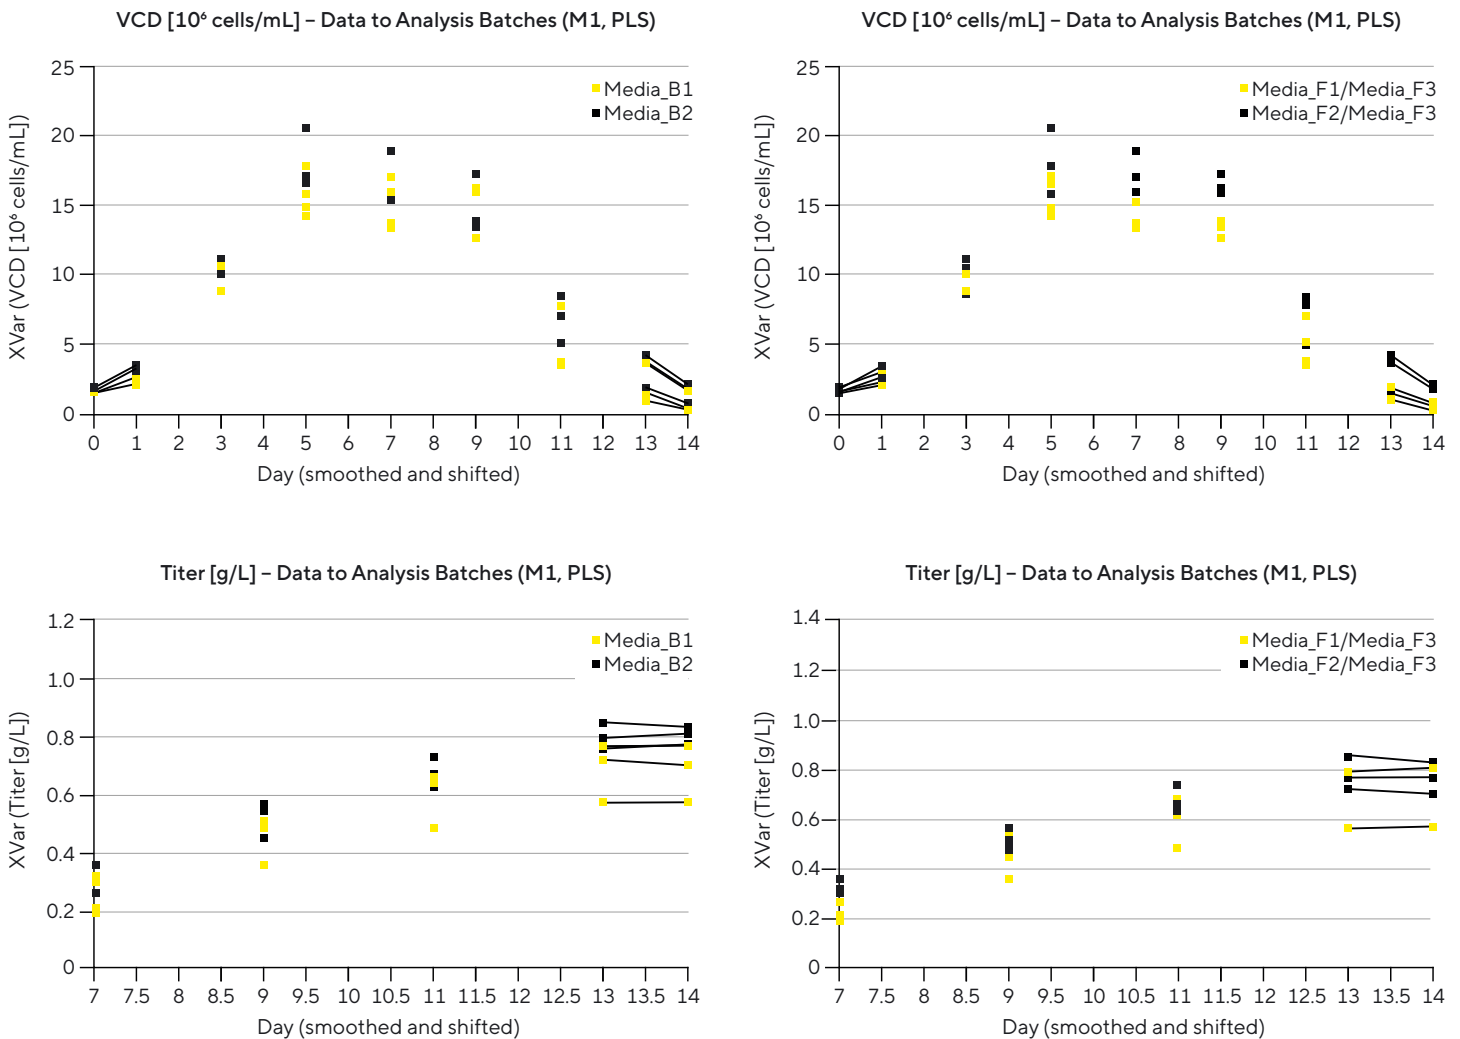 VCD [10⁶ cells/mL] – Data to Analysis Batches (M1, PLS)
XVar (VCD [10⁶ cells/mL])
25
20
15
10
5
0
Media_B1
Media_B2
0 1 2 3 4 5 6 7 8 9 10 11 12 13 14
Day (smoothed and shifted)
VCD [10⁶ cells/mL] – Data to Analysis Batches (M1, PLS)
XVar (VCD [10⁶ cells/mL])
25
20
15
10
5
0
Media_F1/Media_F3
Media_F2/Media_F3
0 1 2 3 4 5 6 7 8 9 10 11 12 13 14
Day (smoothed and shifted)
Titer [g/L] – Data to Analysis Batches (M1, PLS)
XVar (Titer [g/L])
1.2
1.0
0.8
0.6
0.4
0.2
0
Media_B1
Media_B2
7 7.5 8 8.5 9 9.5 10 10.5 11 11.5 12 12.5 13 13.5 14
Day (smoothed and shifted)
Titer [g/L] – Data to Analysis Batches (M1, PLS)
XVar (Titer [g/L])
1.4
1.2
1.0
0.8
0.6
0.4
0.2
0
Media_F1/Media_F3
Media_F2/Media_F3
7 7.5 8 8.5 9 9.5 10 10.5 11 11.5 12 12.5 13 13.5 14
Day (smoothed and shifted)